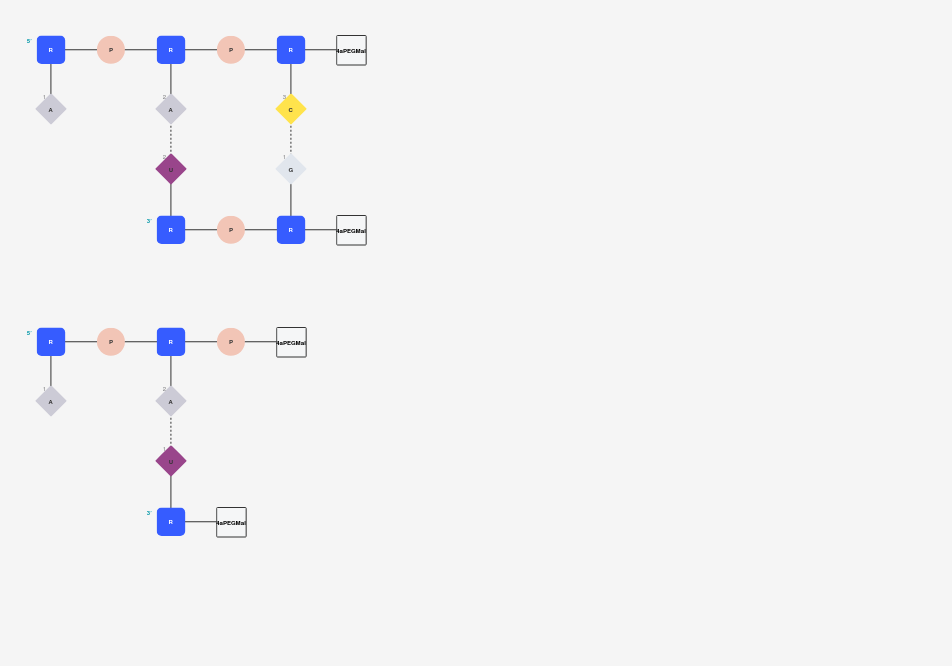 5' R P R P R 4aPEGMal
1 A 2 A 3 C
2 U 1 G
3' R P R 4aPEGMal
5' R P R P 4aPEGMal
1 A 2 A
1 U
3' R 4aPEGMal